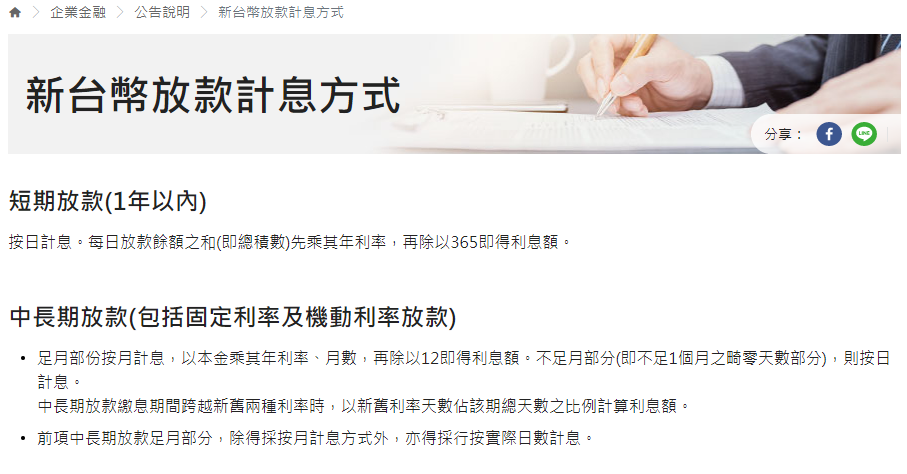 企業金融 > 公告說明 > 新台幣放款計息方式
新台幣放款計息方式
分享：
短期放款(1年以內)
按日計息。每日放款餘額之和(即總積數)先乘其年利率，再除以365即得利息額。
中長期放款(包括固定利率及機動利率放款)
• 足月部份按月計息，以本金乘其年利率、月數，再除以12即得利息額。不足月部分(即不足1個月之畸零天數部分)，則按日
計息。
中長期放款繳息期間跨越新舊兩種利率時，以新舊利率天數佔該期總天數之比例計算利息額。
• 前項中長期放款足月部分，除得採按月計息方式外，亦得採行按實際日數計息。